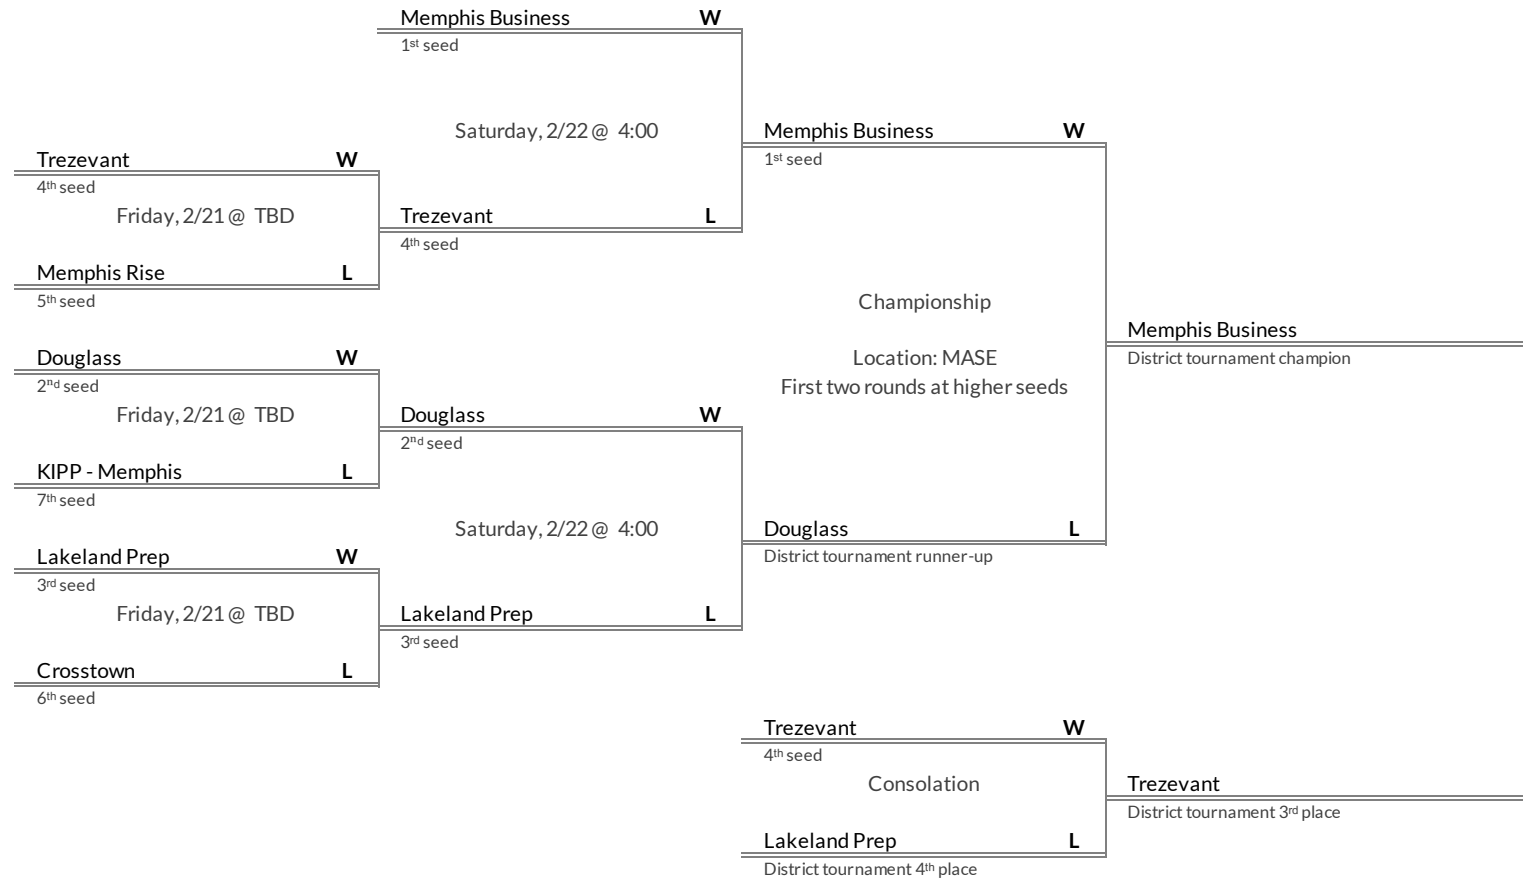 Memphis Business W
1st seed
Saturday, 2/22 @ 4:00
Memphis Business W
1st seed
Trezevant W
4th seed
Friday, 2/21 @ TBD
Trezevant L
4th seed
Memphis Rise L
5th seed
Championship
Memphis Business
District tournament champion
Douglass W
2nd seed
Location: MASE
First two rounds at higher seeds
Friday, 2/21 @ TBD
Douglass W
2nd seed
KIPP - Memphis L
7th seed
Saturday, 2/22 @ 4:00
Douglass L
District tournament runner-up
Lakeland Prep W
3rd seed
Friday, 2/21 @ TBD
Lakeland Prep L
3rd seed
Crosstown L
6th seed
Trezevant W
4th seed
Consolation
Trezevant
District tournament 3rd place
Lakeland Prep L
District tournament 4th place